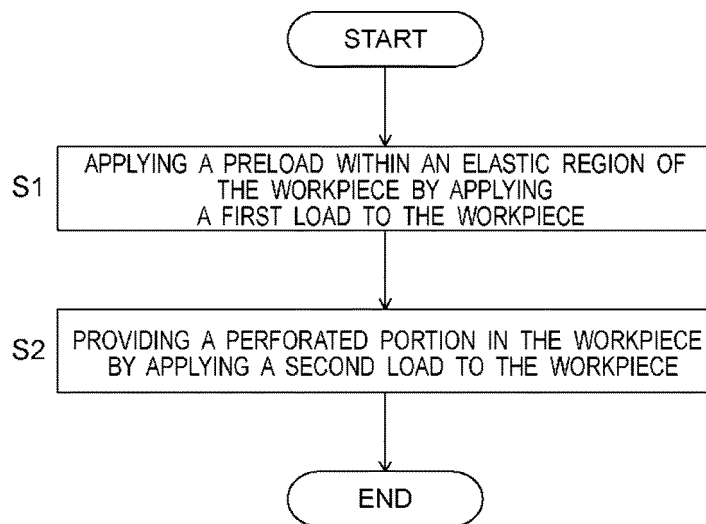 START
S1
APPLYING A PRELOAD WITHIN AN ELASTIC REGION OF
THE WORKPIECE BY APPLYING
A FIRST LOAD TO THE WORKPIECE
S2
PROVIDING A PERFORATED PORTION IN THE WORKPIECE
BY APPLYING A SECOND LOAD TO THE WORKPIECE
END